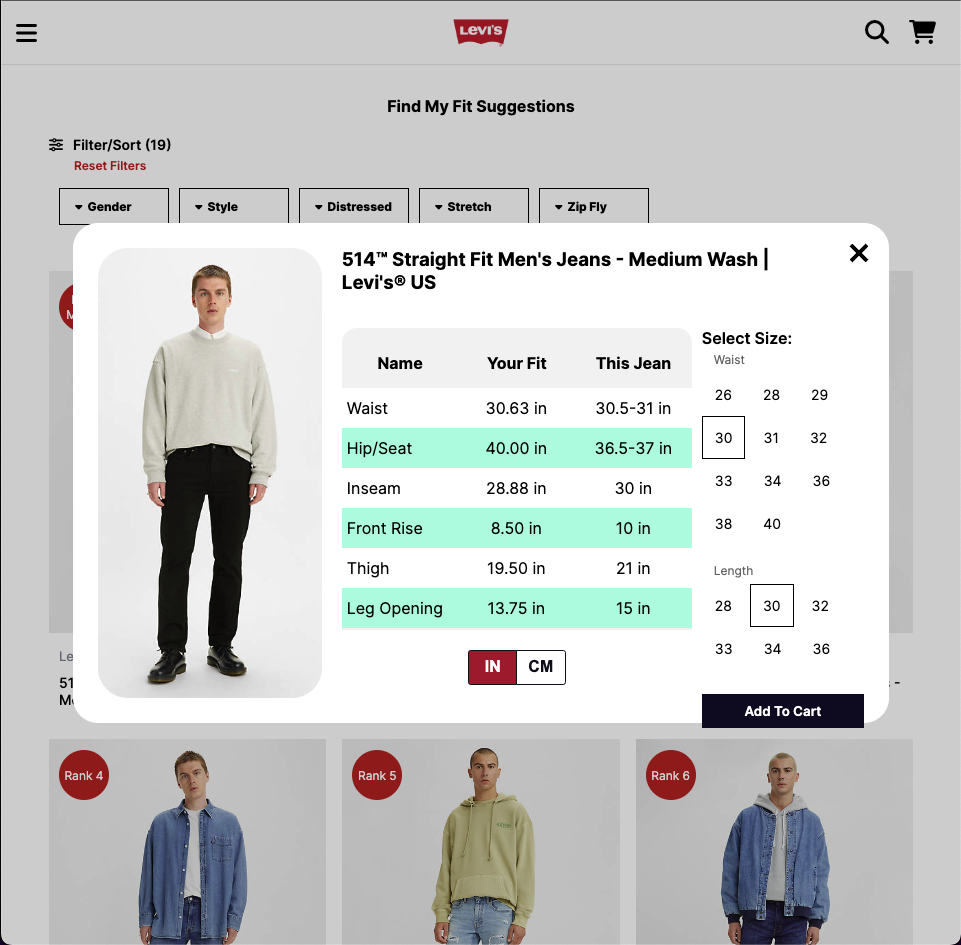 Levi's
Find My Fit Suggestions
Filter/Sort (19)
Reset Filters
Gender
Style
Distressed
Stretch
Zip Fly
514™ Straight Fit Men's Jeans - Medium Wash |
Levi's® US
Name Your Fit This Jean
Waist 30.63 in 30.5-31 in
Hip/Seat 40.00 in 36.5-37 in
Inseam 28.88 in 30 in
Front Rise 8.50 in 10 in
Thigh 19.50 in 21 in
Leg Opening 13.75 in 15 in
IN CM
Select Size:
Waist
26 28 29
30 31 32
33 34 36
38 40
Length
28 30 32
33 34 36
Add To Cart
Le
51
Rank 4
Rank 5
Rank 6